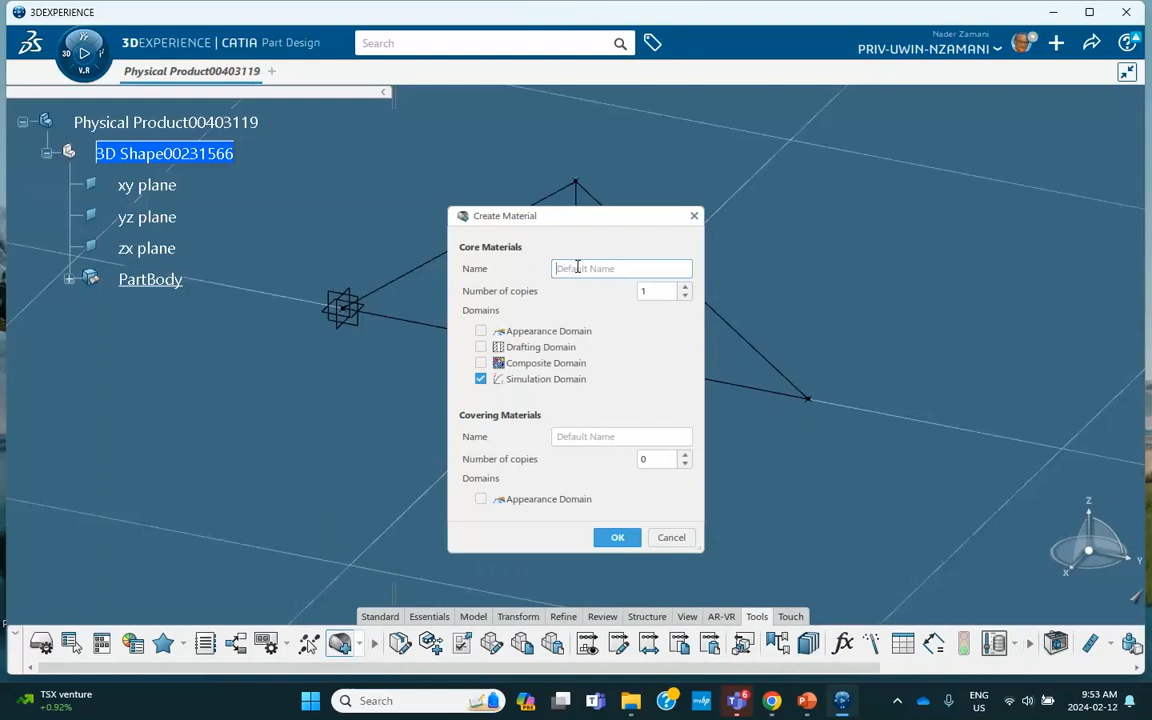 3DEXPERIENCE
3DEXPERIENCE | CATIA Part Design
Search
Nader Zamani
PRIV-UWIN-NZAMANI
3D
V.R
Physical Product00403119
Physical Product00403119
3D Shape00231566
xy plane
yz plane
zx plane
PartBody
Create Material
Core Materials
Name Default Name
Number of copies 1
Domains
Appearance Domain
Drafting Domain
Composite Domain
Simulation Domain
Covering Materials
Name Default Name
Number of copies 0
Domains
Appearance Domain
OK Cancel
Z
Y
X
Standard Essentials Model Transform Refine Review Structure View AR-VR Tools Touch
fx
TSX venture
+0.92%
Search
6
ENG
US
9:53 AM
2024-02-12